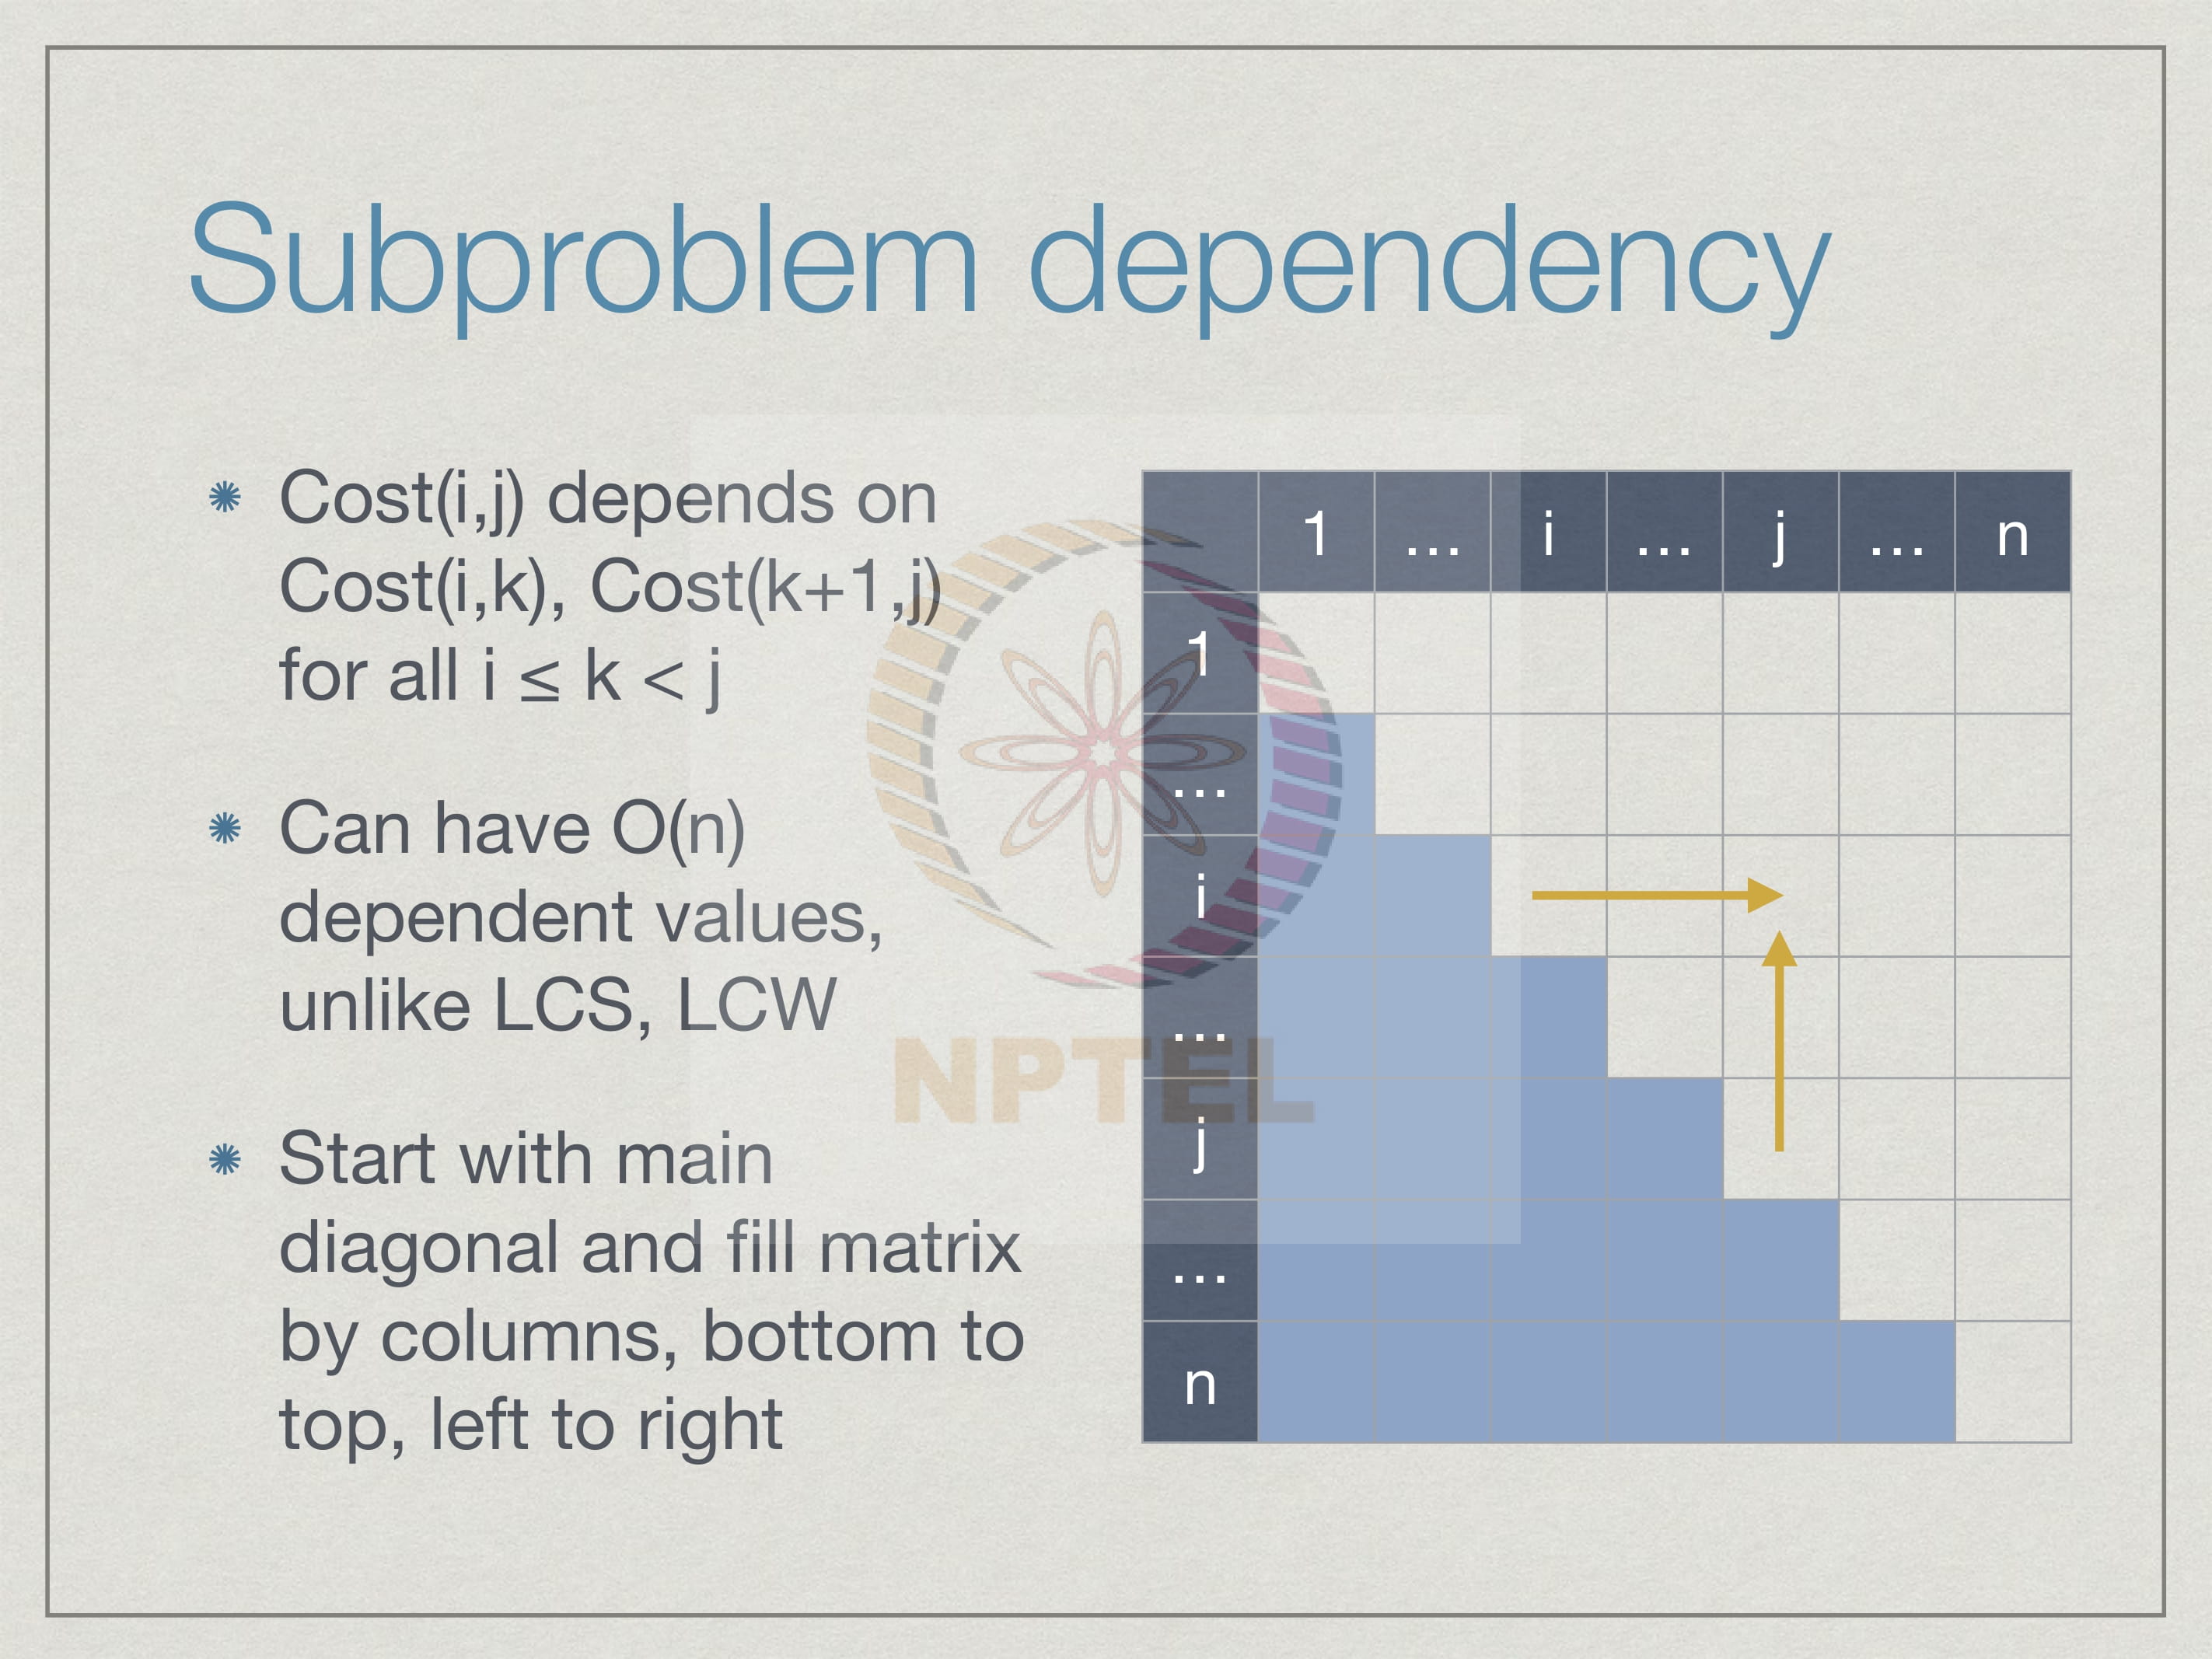 Subproblem dependency
Cost(i,j) depends on
Cost(i,k), Cost(k+1,j)
for all i ≤ k < j
Can have O(n)
dependent values,
unlike LCS, LCW
Start with main
diagonal and fill matrix
by columns, bottom to
top, left to right
1 ... i ... j ... n
1
...
i
...
j
...
n
NPTEL